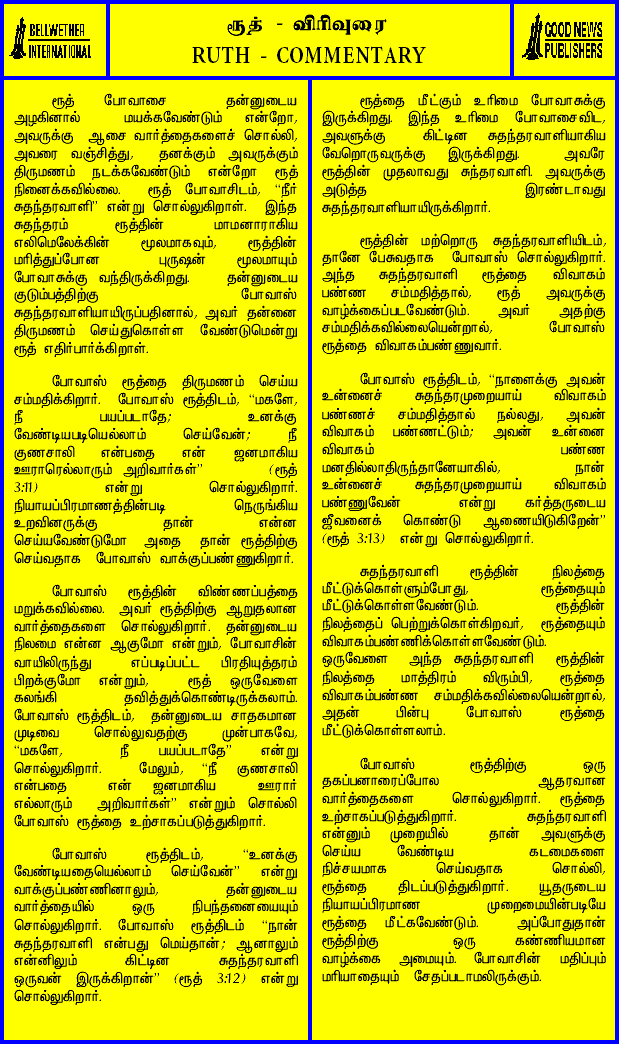 BELLWETHER
INTERNATIONAL
ரூத் - விரிவுரை
RUTH - COMMENTARY
GOOD NEWS
PUBLISHERS
ரூத் போவாசை தன்னுடைய
அழகினால் மயக்கவேண்டும் என்றோ,
அவருக்கு ஆசை வார்த்தைகளைச் சொல்லி,
அவரை வஞ்சித்து, தனக்கும் அவருக்கும்
திருமணம் நடக்கவேண்டும் என்றோ ரூத்
நினைக்கவில்லை. ரூத் போவாசிடம், “நீர்
சுதந்தரவாளி” என்று சொல்லுகிறாள். இந்த
சுதந்தரம் ரூத்தின் மாமனாராகிய
எலிமெலேக்கின் மூலமாகவும், ரூத்தின்
மரித்துப்போன புருஷன் மூலமாயும்
போவாசுக்கு வந்திருக்கிறது. தன்னுடைய
குடும்பத்திற்கு போவாஸ்
சுதந்தரவாளியாயிருப்பதினால், அவர் தன்னை
திருமணம் செய்துகொள்ள வேண்டுமென்று
ரூத் எதிர்பார்க்கிறாள்.
போவாஸ் ரூத்தை திருமணம் செய்ய
சம்மதிக்கிறார். போவாஸ் ரூத்திடம், “மகளே,
நீ பயப்படாதே; உனக்கு
வேண்டியபடியெல்லாம் செய்வேன்; நீ
குணசாலி என்பதை என் ஜனமாகிய
ஊராரெல்லாரும் அறிவார்கள்” (ரூத்
3:11) என்று சொல்லுகிறார்.
நியாயப்பிரமாணத்தின்படி நெருங்கிய
உறவினருக்கு தான் என்ன
செய்யவேண்டுமோ அதை தான் ரூத்திற்கு
செய்வதாக போவாஸ் வாக்குப்பண்ணுகிறார்.
போவாஸ் ரூத்தின் விண்ணப்பத்தை
மறுக்கவில்லை. அவர் ரூத்திற்கு ஆறுதலான
வார்த்தைகளை சொல்லுகிறார். தன்னுடைய
நிலமை என்ன ஆகுமோ என்றும், போவாசின்
வாயிலிருந்து எப்படிப்பட்ட பிரதியுத்தரம்
பிறக்குமோ என்றும், ரூத் ஒருவேளை
கலங்கி தவித்துக்கொண்டிருக்கலாம்.
போவாஸ் ரூத்திடம், தன்னுடைய சாதகமான
முடிவை சொல்லுவதற்கு முன்பாகவே,
“மகளே, நீ பயப்படாதே” என்று
சொல்லுகிறார். மேலும், “நீ குணசாலி
என்பதை என் ஜனமாகிய ஊரார்
எல்லாரும் அறிவார்கள்” என்றும் சொல்லி
போவாஸ் ரூத்தை உற்சாகப்படுத்துகிறார்.
போவாஸ் ரூத்திடம், “உனக்கு
வேண்டியதையெல்லாம் செய்வேன்” என்று
வாக்குப்பண்ணினாலும், தன்னுடைய
வார்த்தையில் ஒரு நிபந்தனையையும்
சொல்லுகிறார். போவாஸ் ரூத்திடம் “நான்
சுதந்தரவாளி என்பது மெய்தான்; ஆனாலும்
என்னிலும் கிட்டின சுதந்தரவாளி
ஒருவன் இருக்கிறான்” (ரூத் 3:12) என்று
சொல்லுகிறார்.
ரூத்தை மீட்கும் உரிமை போவாசுக்கு
இருக்கிறது. இந்த உரிமை போவாசைவிட,
அவளுக்கு கிட்டின சுதந்தரவாளியாகிய
வேறொருவருக்கு இருக்கிறது. அவரே
ரூத்தின் முதலாவது சுந்தரவாளி. அவருக்கு
அடுத்த இரண்டாவது
சுதந்தரவாளியாயிருக்கிறார்.
ரூத்தின் மற்றொரு சுதந்தரவாளியிடம்,
தானே பேசுவதாக போவாஸ் சொல்லுகிறார்.
அந்த சுதந்தரவாளி ரூத்தை விவாகம்
பண்ண சம்மதித்தால், ரூத் அவருக்கு
வாழ்க்கைப்படவேண்டும். அவர் அதற்கு
சம்மதிக்கவில்லையென்றால், போவாஸ்
ரூத்தை விவாகம்பண்ணுவார்.
போவாஸ் ரூத்திடம், “நாளைக்கு அவன்
உன்னைச் சுதந்தரமுறையாய் விவாகம்
பண்ணச் சம்மதித்தால் நல்லது, அவன்
விவாகம் பண்ணட்டும்; அவன் உன்னை
விவாகம் பண்ண
மனதில்லாதிருந்தானேயாகில், நான்
உன்னைச் சுதந்தரமுறையாய் விவாகம்
பண்ணுவேன் என்று கர்த்தருடைய
ஜீவனைக் கொண்டு ஆணையிடுகிறேன்”
(ரூத் 3:13) என்று சொல்லுகிறார்.
சுதந்தரவாளி ரூத்தின் நிலத்தை
மீட்டுக்கொள்ளும்போது, ரூத்தையும்
மீட்டுக்கொள்ளவேண்டும். ரூத்தின்
நிலத்தைப் பெற்றுக்கொள்கிறவர், ரூத்தையும்
விவாகம்பண்ணிக்கொள்ளவேண்டும்.
ஒருவேளை அந்த சுதந்தரவாளி ரூத்தின்
நிலத்தை மாத்திரம் விரும்பி, ரூத்தை
விவாகம்பண்ண சம்மதிக்கவில்லையென்றால்,
அதன் பின்பு போவாஸ் ரூத்தை
மீட்டுக்கொள்ளலாம்.
போவாஸ் ரூத்திற்கு ஒரு
தகப்பனாரைப்போல ஆதரவான
வார்த்தைகளை சொல்லுகிறார். ரூத்தை
உற்சாகப்படுத்துகிறார். சுதந்தரவாளி
என்னும் முறையில் தான் அவளுக்கு
செய்ய வேண்டிய கடமைகளை
நிச்சயமாக செய்வதாக சொல்லி,
ரூத்தை திடப்படுத்துகிறார். யூதருடைய
நியாயப்பிரமாண முறைமையின்படியே
ரூத்தை மீட்கவேண்டும். அப்போதுதான்
ரூத்திற்கு ஒரு கண்ணியமான
வாழ்க்கை அமையும். போவாசின் மதிப்பும்
மரியாதையும் சேதப்படாமலிருக்கும்.